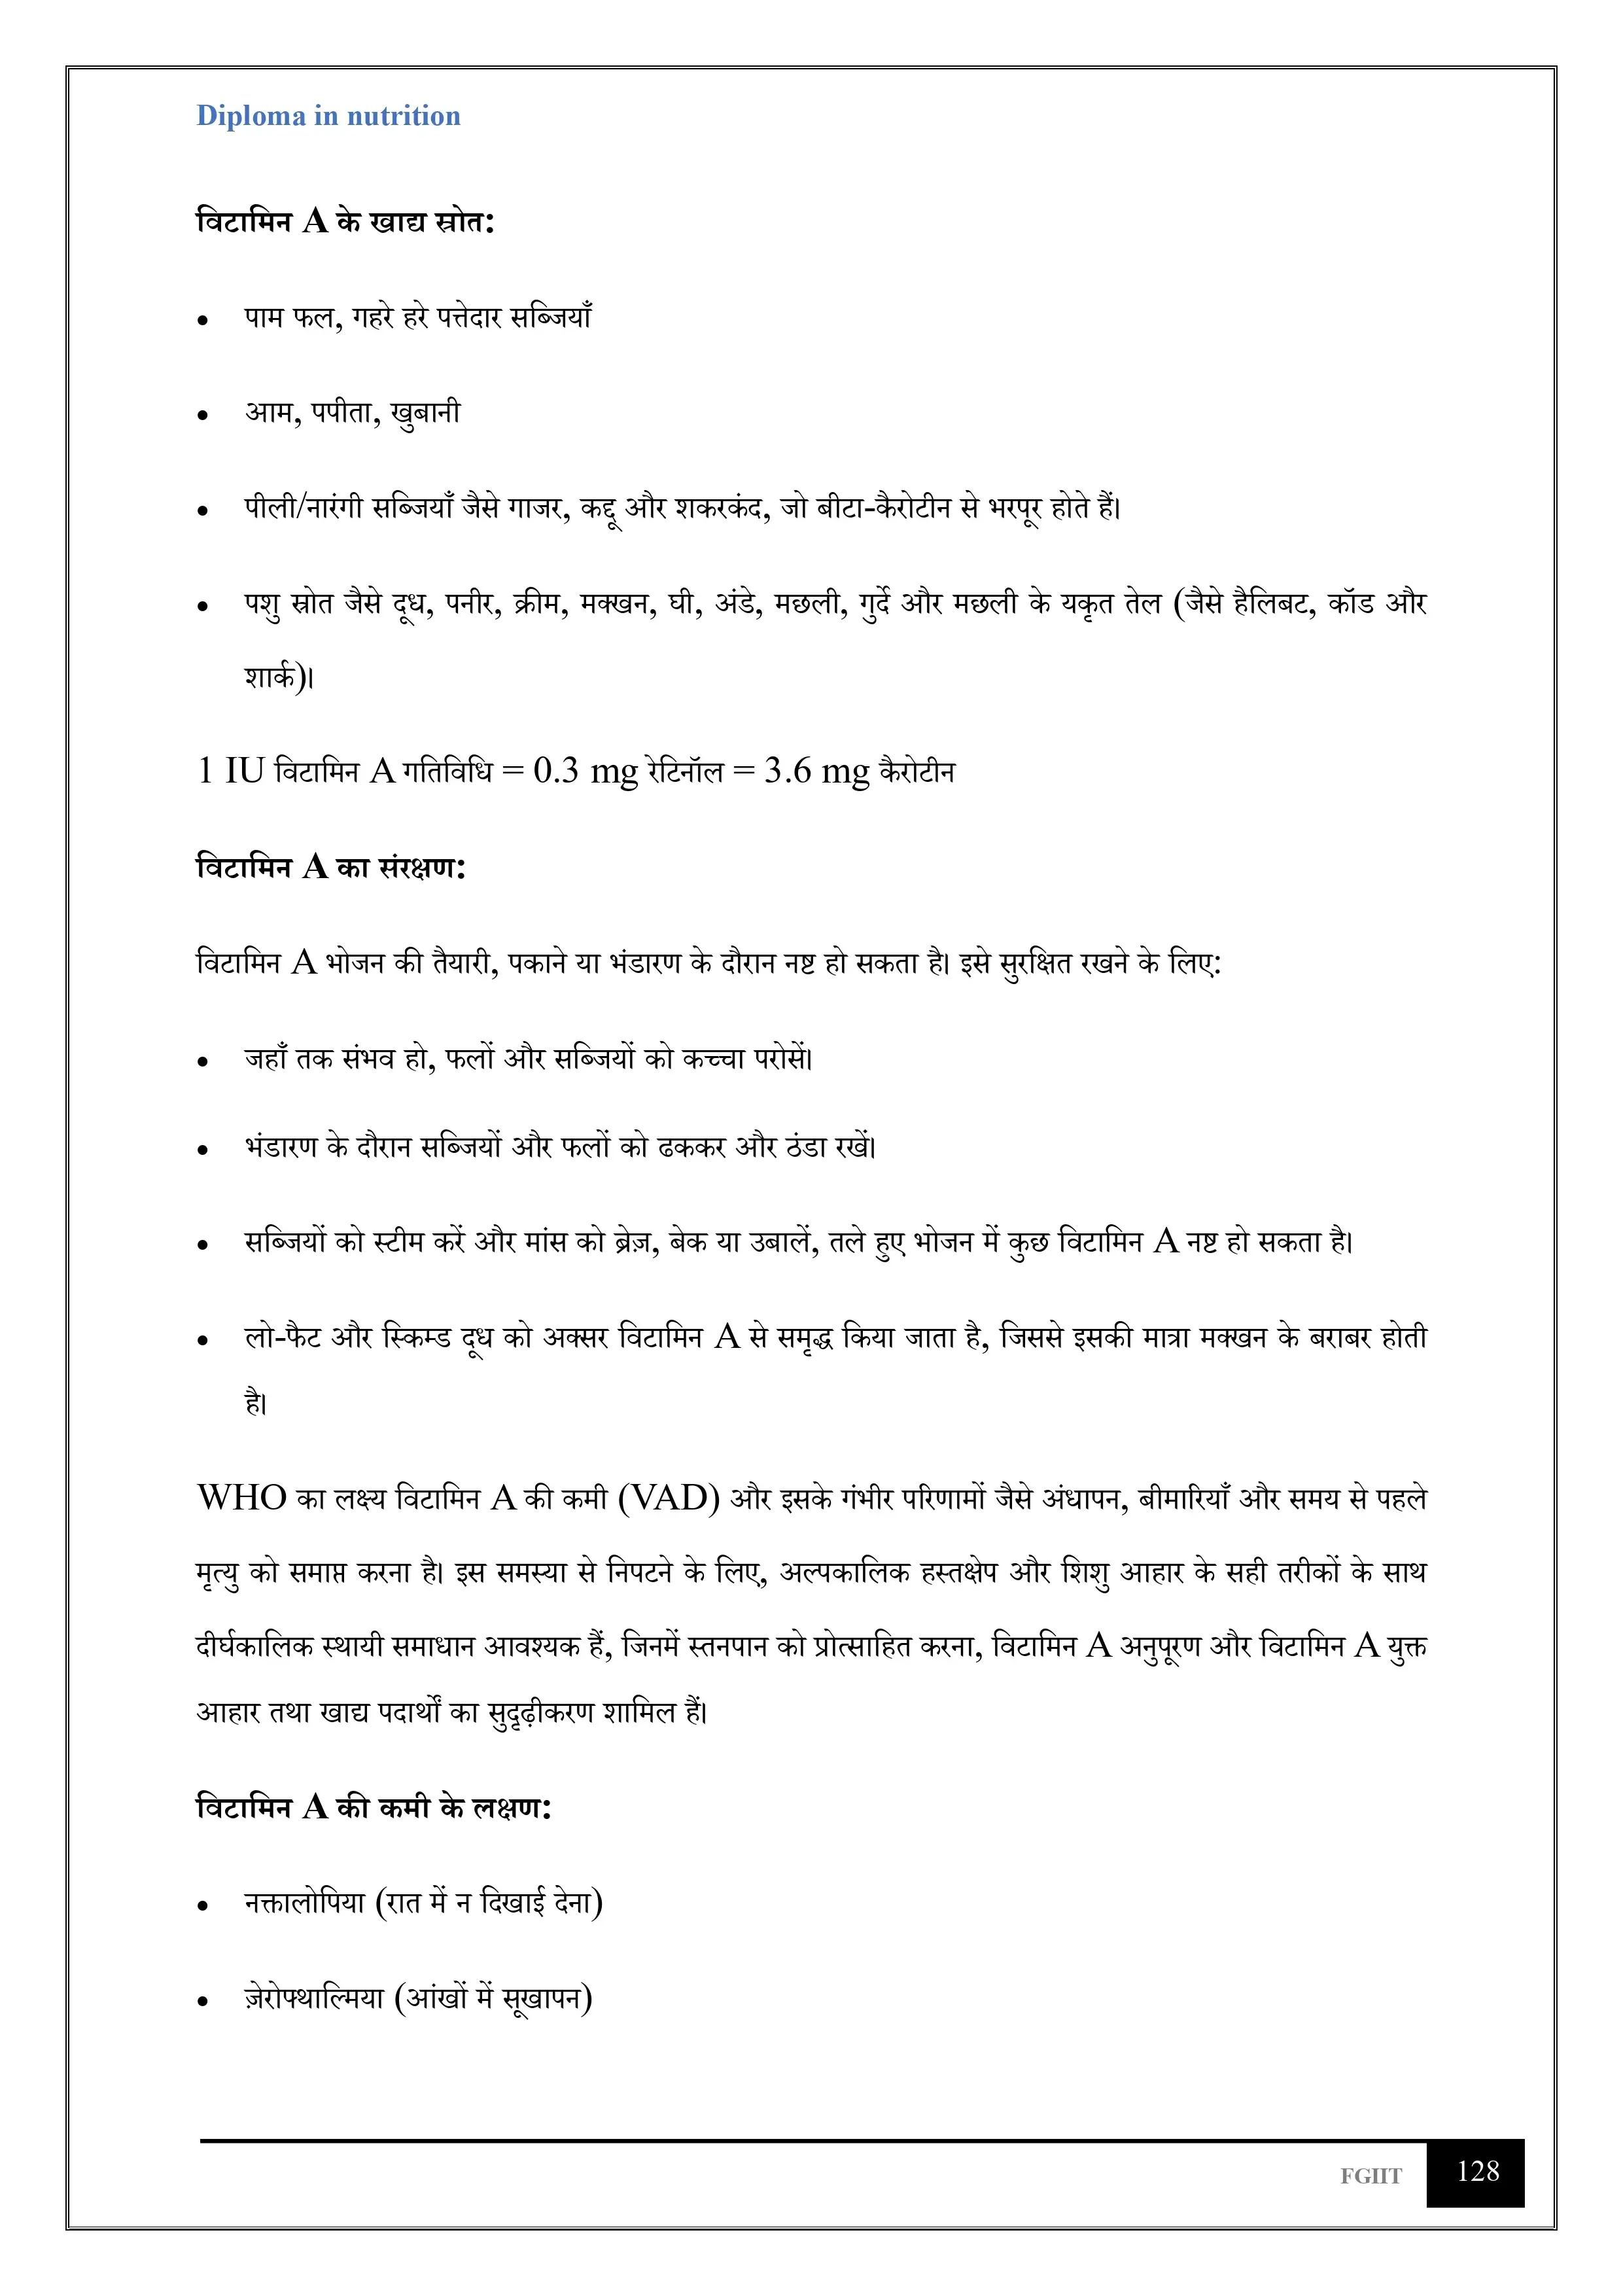 Diploma in nutrition
विटामिन A के खाद्य स्रोत:
• पाम फल, गहरे हरे पत्तेदार सब्जियाँ
• आम, पपीता, खुबानी
• पीली/नारंगी सब्जियाँ जैसे गाजर, कद्दू और शकरकंद, जो बीटा-कैरोटीन से भरपूर होते हैं।
• पशु स्रोत जैसे दूध, पनीर, क्रीम, मक्खन, घी, अंडे, मछली, गुर्दे और मछली के यकृत तेल (जैसे हैलिबट, कॉड और
शार्क)।
1 IU विटामिन A गतिविधि = 0.3 mg रेटिनॉल = 3.6 mg कैरोटीन
विटामिन A का संरक्षण:
विटामिन A भोजन की तैयारी, पकाने या भंडारण के दौरान नष्ट हो सकता है। इसे सुरक्षित रखने के लिए:
• जहाँ तक संभव हो, फलों और सब्जियों को कच्चा परोसें।
• भंडारण के दौरान सब्जियों और फलों को ढककर और ठंडा रखें।
• सब्जियों को स्टीम करें और मांस को ब्रेज़, बेक या उबालें, तले हुए भोजन में कुछ विटामिन A नष्ट हो सकता है।
• लो-फैट और स्किम्ड दूध को अक्सर विटामिन A से समृद्ध किया जाता है, जिससे इसकी मात्रा मक्खन के बराबर होती
है।
WHO का लक्ष्य विटामिन A की कमी (VAD) और इसके गंभीर परिणामों जैसे अंधापन, बीमारियाँ और समय से पहले
मृत्यु को समाप्त करना है। इस समस्या से निपटने के लिए, अल्पकालिक हस्तक्षेप और शिशु आहार के सही तरीकों के साथ
दीर्घकालिक स्थायी समाधान आवश्यक हैं, जिनमें स्तनपान को प्रोत्साहित करना, विटामिन A अनुपूरण और विटामिन A युक्त
आहार तथा खाद्य पदार्थों का सुदृढ़ीकरण शामिल हैं।
विटामिन A की कमी के लक्षण:
• नक्तालोपिया (रात में न दिखाई देना)
• ज़ेरोफ्थाल्मिया (आंखों में सूखापन)
FGIIT 128